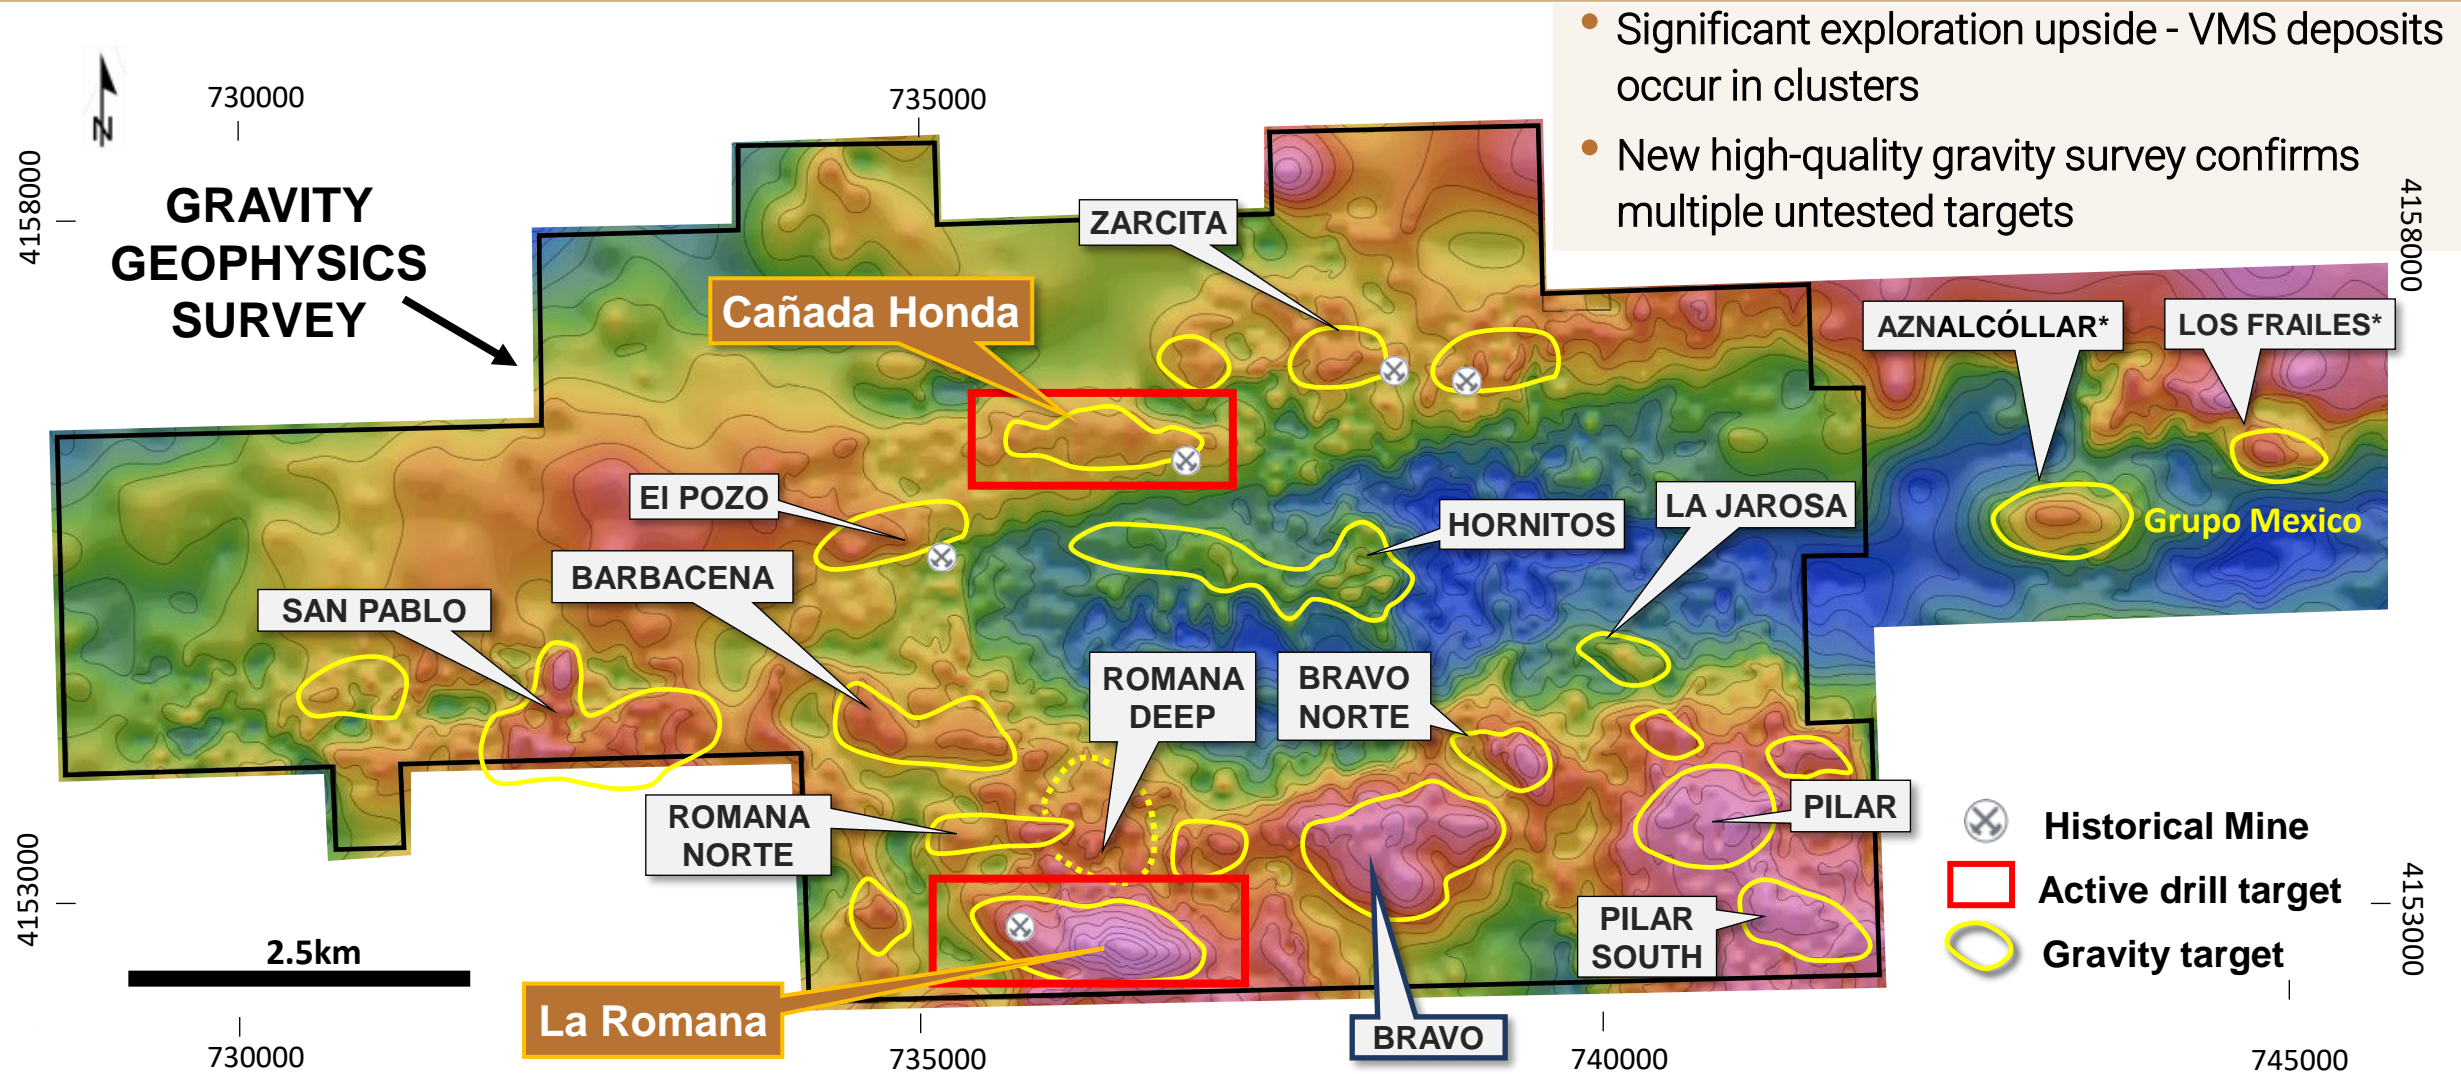 • Significant exploration upside - VMS deposits
occur in clusters
• New high-quality gravity survey confirms
multiple untested targets
N
730000
735000
4158000
4158000
GRAVITY
GEOPHYSICS
SURVEY
ZARCITA
Cañada Honda
AZNALCÓLLAR*
LOS FRAILES*
El POZO
HORNITOS
LA JAROSA
Grupo Mexico
BARBACENA
SAN PABLO
ROMANA
DEEP
BRAVO
NORTE
ROMANA
NORTE
PILAR
PILAR
SOUTH
Historical Mine
Active drill target
Gravity target
4153000
4153000
2.5km
La Romana
BRAVO
730000
735000
740000
745000